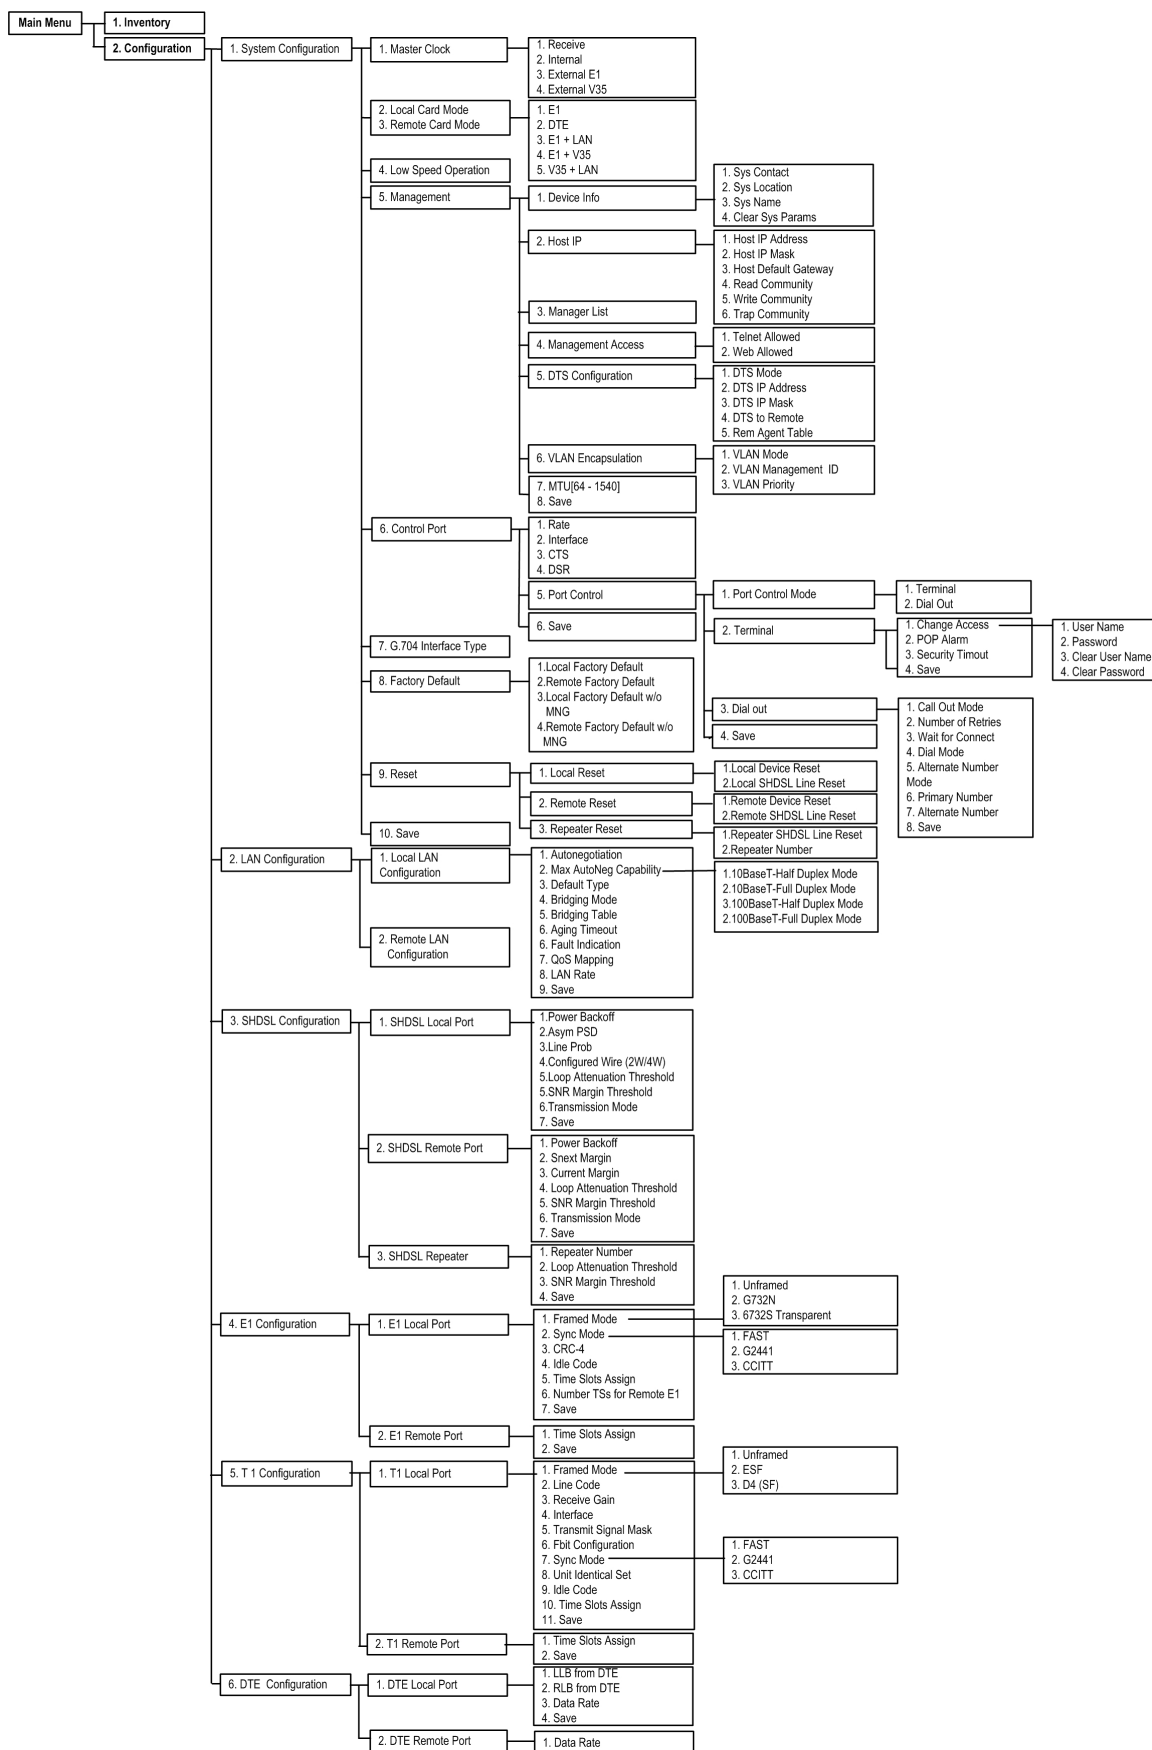 Main Menu
1. Inventory
2. Configuration
1. System Configuration
1. Master Clock
1. Receive
2. Internal
3. External E1
4. External V35
2. Local Card Mode
3. Remote Card Mode
1. E1
2. DTE
3. E1 + LAN
4. E1 + V35
5. V35 + LAN
4. Low Speed Operation
5. Management
1. Device Info
1. Sys Contact
2. Sys Location
3. Sys Name
4. Clear Sys Params
2. Host IP
1. Host IP Address
2. Host IP Mask
3. Host Default Gateway
4. Read Community
5. Write Community
6. Trap Community
3. Manager List
4. Management Access
1. Telnet Allowed
2. Web Allowed
5. DTS Configuration
1. DTS Mode
2. DTS IP Address
3. DTS IP Mask
4. DTS to Remote
5. Rem Agent Table
6. VLAN Encapsulation
1. VLAN Mode
2. VLAN Management ID
3. VLAN Priority
7. MTU[64 - 1540]
8. Save
6. Control Port
1. Rate
2. Interface
3. CTS
4. DSR
5. Port Control
1. Port Control Mode
1. Terminal
2. Dial Out
2. Terminal
1. Change Access
2. POP Alarm
3. Security Timout
4. Save
1. User Name
2. Password
3. Clear User Name
4. Clear Password
3. Dial out
1. Call Out Mode
2. Number of Retries
3. Wait for Connect
4. Dial Mode
5. Alternate Number
Mode
6. Primary Number
7. Alternate Number
8. Save
4. Save
6. Save
7. G.704 Interface Type
8. Factory Default
1.Local Factory Default
2.Remote Factory Default
3.Local Factory Default w/o
MNG
4.Remote Factory Default w/o
MNG
9. Reset
1. Local Reset
1.Local Device Reset
2.Local SHDSL Line Reset
2. Remote Reset
1.Remote Device Reset
2.Remote SHDSL Line Reset
3. Repeater Reset
1.Repeater SHDSL Line Reset
2.Repeater Number
10. Save
2. LAN Configuration
1. Local LAN
Configuration
1. Autonegotiation
2. Max AutoNeg Capability
3. Default Type
4. Bridging Mode
5. Bridging Table
6. Aging Timeout
6. Fault Indication
7. QoS Mapping
8. LAN Rate
9. Save
1.10BaseT-Half Duplex Mode
2.10BaseT-Full Duplex Mode
3.100BaseT-Half Duplex Mode
2.100BaseT-Full Duplex Mode
2. Remote LAN
Configuration
3. SHDSL Configuration
1. SHDSL Local Port
1.Power Backoff
2.Asym PSD
3.Line Prob
4.Configured Wire (2W/4W)
5.Loop Attenuation Threshold
5.SNR Margin Threshold
6.Transmission Mode
7. Save
2. SHDSL Remote Port
1. Power Backoff
2. Snext Margin
3. Current Margin
4. Loop Attenuation Threshold
5. SNR Margin Threshold
6. Transmission Mode
7. Save
3. SHDSL Repeater
1. Repeater Number
2. Loop Attenuation Threshold
3. SNR Margin Threshold
4. Save
4. E1 Configuration
1. E1 Local Port
1. Framed Mode
2. Sync Mode
3. CRC-4
4. Idle Code
5. Time Slots Assign
6. Number TSs for Remote E1
7. Save
1. Unframed
2. G732N
3. 6732S Transparent
1. FAST
2. G2441
3. CCITT
2. E1 Remote Port
1. Time Slots Assign
2. Save
5. T 1 Configuration
1. T1 Local Port
1. Framed Mode
2. Line Code
3. Receive Gain
4. Interface
5. Transmit Signal Mask
6. Fbit Configuration
7. Sync Mode
8. Unit Identical Set
9. Idle Code
10. Time Slots Assign
11. Save
1. Unframed
2. ESF
3. D4 (SF)
1. FAST
2. G2441
3. CCITT
2. T1 Remote Port
1. Time Slots Assign
2. Save
6. DTE Configuration
1. DTE Local Port
1. LLB from DTE
2. RLB from DTE
3. Data Rate
4. Save
2. DTE Remote Port
1. Data Rate